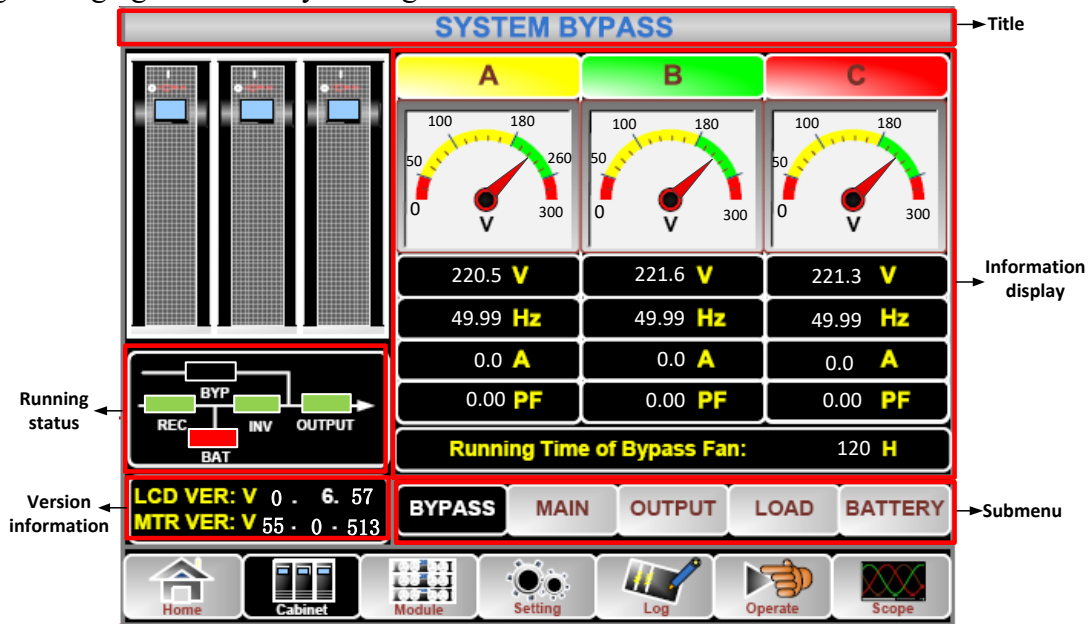 SYSTEM BYPASS
Title
A B C
100 180 100 180 100 180
50 260 50 50
0 300 0 300 0 300
V V V
220.5 V 221.6 V 221.3 V
Information
display
49.99 Hz 49.99 Hz 49.99 Hz
0.0 A 0.0 A 0.0 A
0.00 PF 0.00 PF 0.00 PF
Running Time of Bypass Fan: 120 H
Running
status
BYP
REC INV OUTPUT
BAT
Version
information
LCD VER: V 0 . 6. 57
MTR VER: V 55 . 0 . 513
BYPASS MAIN OUTPUT LOAD BATTERY
Submenu
Home Cabinet Module Setting Log Operate Scope